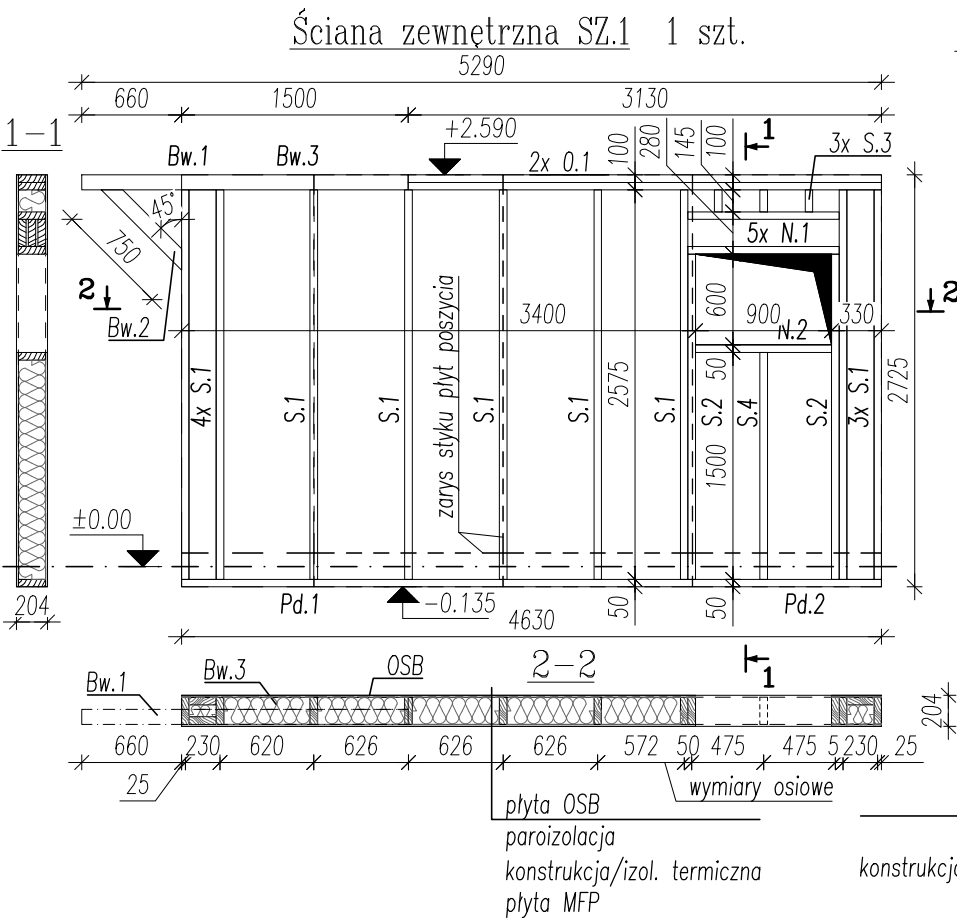 Ściana zewnętrzna SZ.1 1 szt.
5290
660 1500 3130
1-1
+2.590
100 280 145 100
1
3x S.3
Bw.1 Bw.3
2x O.1
45°
750
5x N.1
2 2
Bw.2
3400 600 900 330
N.2
zarys styku płyt poszycia
4x S.1 S.1 S.1 S.1 S.1 2575 S.1 S.2 50 S.4 S.2 3x S.1 2725
1500
±0.00
204
Pd.1 -0.135 50 50 Pd.2
4630
1
2-2
Bw.1 Bw.3 OSB
204
660 230 620 626 626 626 572 50 475 475 5 230 25
25
wymiary osiowe
płyta OSB
paroizolacja
konstrukcja/izol. termiczna
konstrukcja
płyta MFP